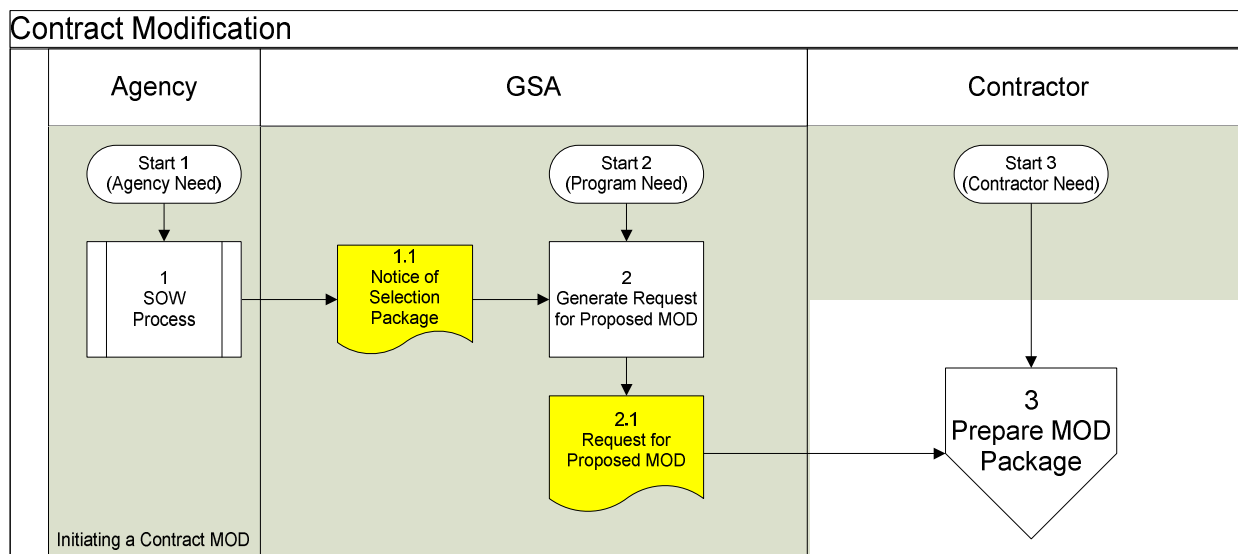 Contract Modification
Agency
GSA
Contractor
Start 1
(Agency Need)
Start 2
(Program Need)
Start 3
(Contractor Need)
1
SOW
Process
1.1
Notice of
Selection
Package
2
Generate Request
for Proposed MOD
2.1
Request for
Proposed MOD
3
Prepare MOD
Package
Initiating a Contract MOD